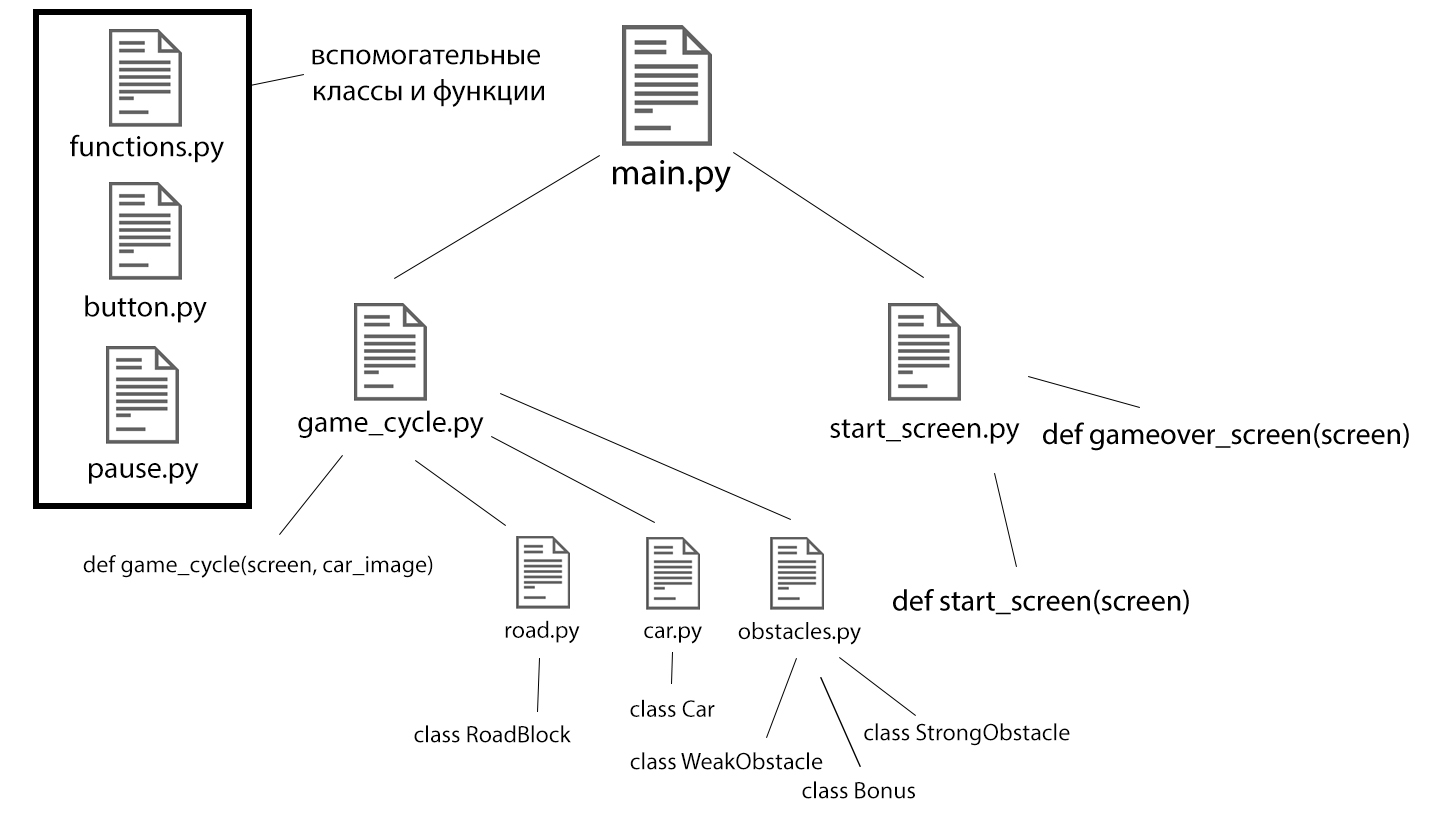 вспомогательные
классы и функции
functions.py
button.py
pause.py
main.py
game_cycle.py
start_screen.py
def gameover_screen(screen)
def game_cycle(screen, car_image)
def start_screen(screen)
road.py
car.py
obstacles.py
class RoadBlock
class Car
class WeakObstacle
class Bonus
class StrongObstacle